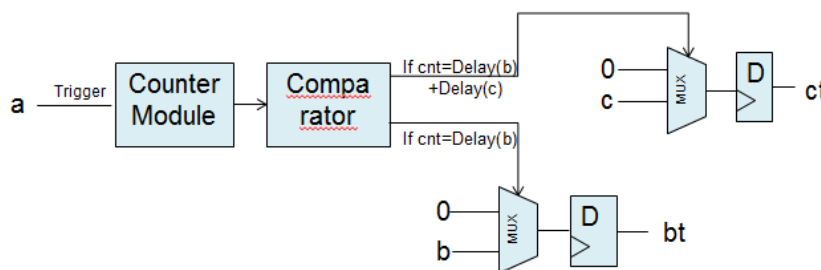 a
Trigger
Counter
Module
Compa
rator
If cnt=Delay(b)
+Delay(c)
If cnt=Delay(b)
0
c
MUX
D
ct
0
b
MUX
D
bt